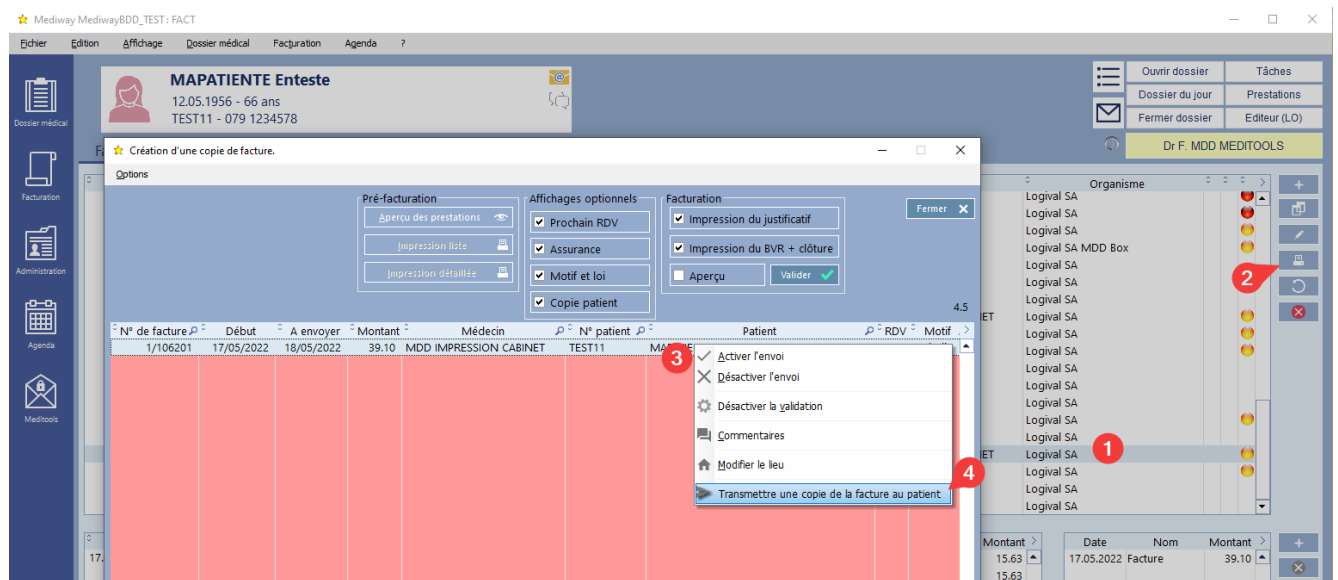 Mediway MediwayBDD_TEST : FACT
Fichier Edition Affichage Dossier médical Facturation Agenda ?
Dossier médical
Facturation
Administration
Agenda
Meditools
MAPATIENTE Enteste
12.05.1956 - 66 ans
TEST11 - 079 1234578
Ouvrir dossier Tâches
Dossier du jour Prestations
Fermer dossier Editeur (LO)
Dr F. MDD MEDITOOLS
Création d'une copie de facture.
Options
Pré-facturation
Aperçu des prestations
Impression liste
Impression détaillée
Affichages optionnels
Prochain RDV
Assurance
Motif et loi
Copie patient
Facturation
Impression du justificatif
Impression du BVR + clôture
Aperçu Valider
Fermer
4.5
N° de facture Début A envoyer Montant Médecin N° patient Patient RDV Motif
1/106201 17/05/2022 18/05/2022 39.10 MDD IMPRESSION CABINET TEST11
3
Activer l'envoi
Désactiver l'envoi
Désactiver la validation
Commentaires
Modifier le lieu
Transmettre une copie de la facture au patient
4
Organisme
Logival SA
Logival SA
Logival SA
Logival SA MDD Box
Logival SA
Logival SA
Logival SA
ET Logival SA
Logival SA
Logival SA
Logival SA
Logival SA
Logival SA
Logival SA
ET Logival SA
Logival SA
Logival SA
Logival SA
1
2
Montant
15.63
15.63
Date Nom Montant
17.05.2022 Facture 39.10
17.